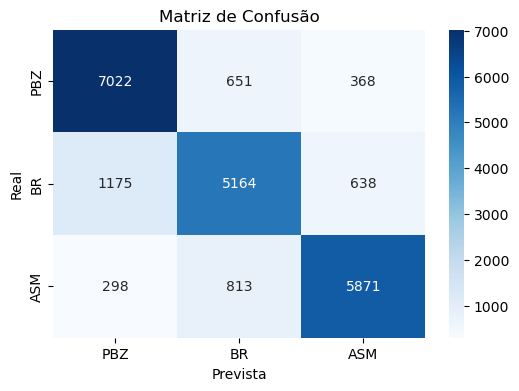 Matriz de Confusão
PBZ 7022 651 368
BR 1175 5164 638
ASM 298 813 5871
PBZ BR ASM
Real
Prevista
7000
6000
5000
4000
3000
2000
1000